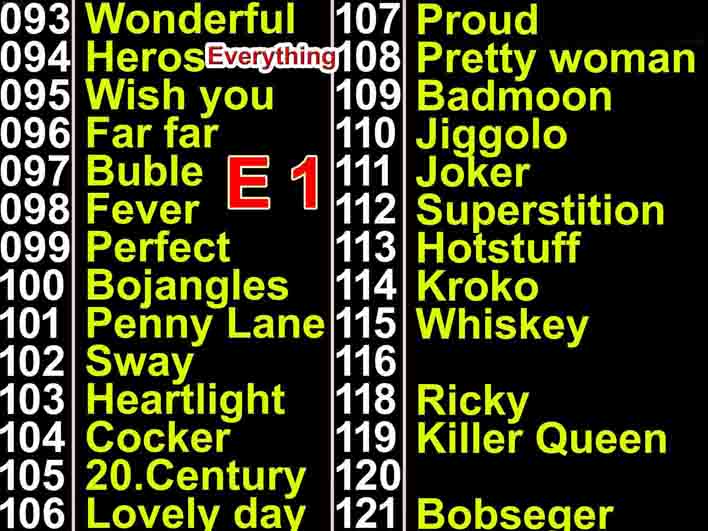 093 Wonderful
094 Heros Everything
095 Wish you
096 Far far
097 Buble
098 Fever
E 1
099 Perfect
100 Bojangles
101 Penny Lane
102 Sway
103 Heartlight
104 Cocker
105 20.Century
106 Lovely day
107 Proud
108 Pretty woman
109 Badmoon
110 Jiggolo
111 Joker
112 Superstition
113 Hotstuff
114 Kroko
115 Whiskey
116
118 Ricky
119 Killer Queen
120
121 Bobseger